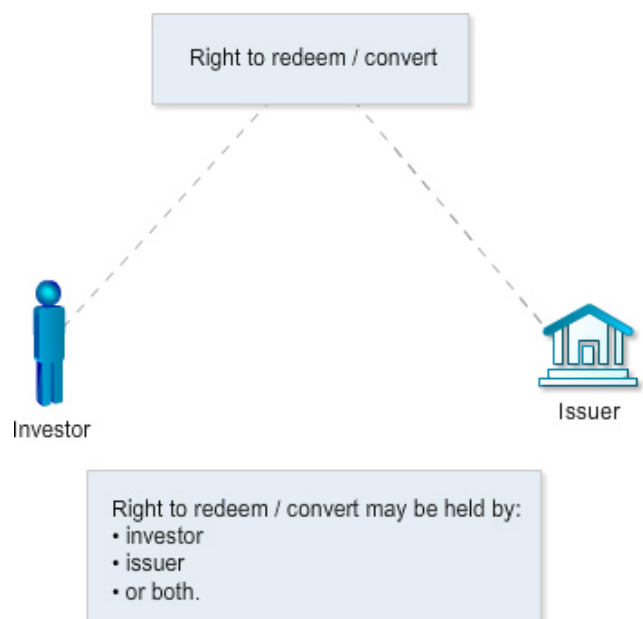 Right to redeem / convert
Investor
Issuer
Right to redeem / convert may be held by:
• investor
• issuer
• or both.